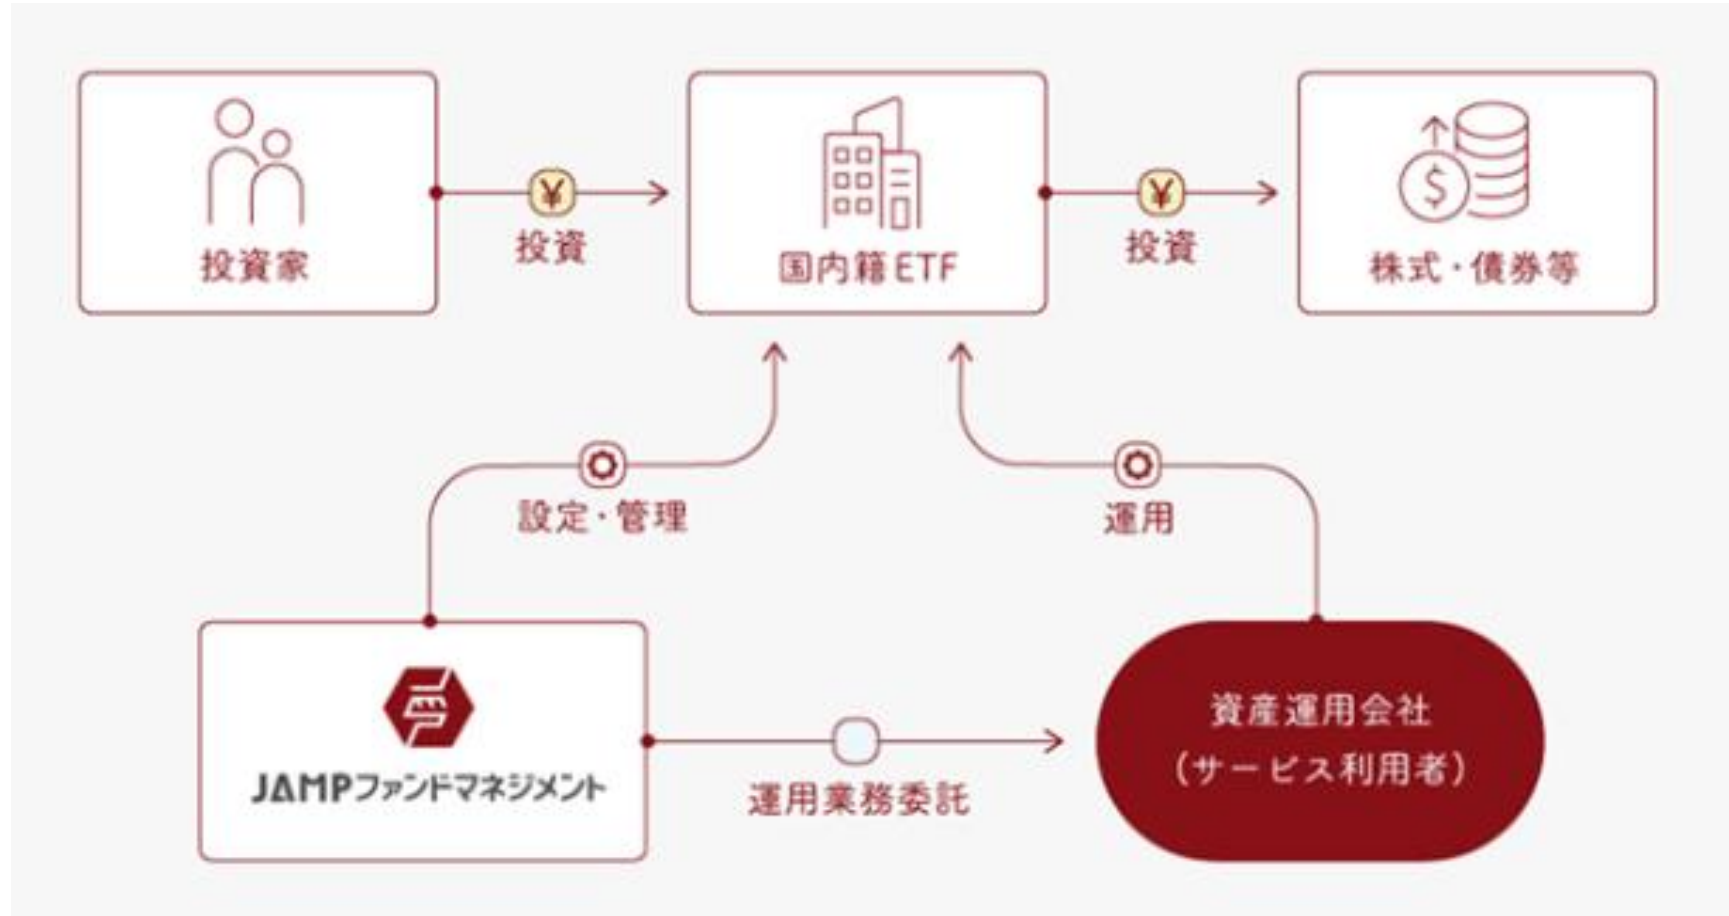 投資家
¥
投資
国内籍ETF
¥
投資
$
株式・債券等
設定・管理
運用
JAMPファンドマネジメント
運用業務委託
資産運用会社
(サービス利用者)